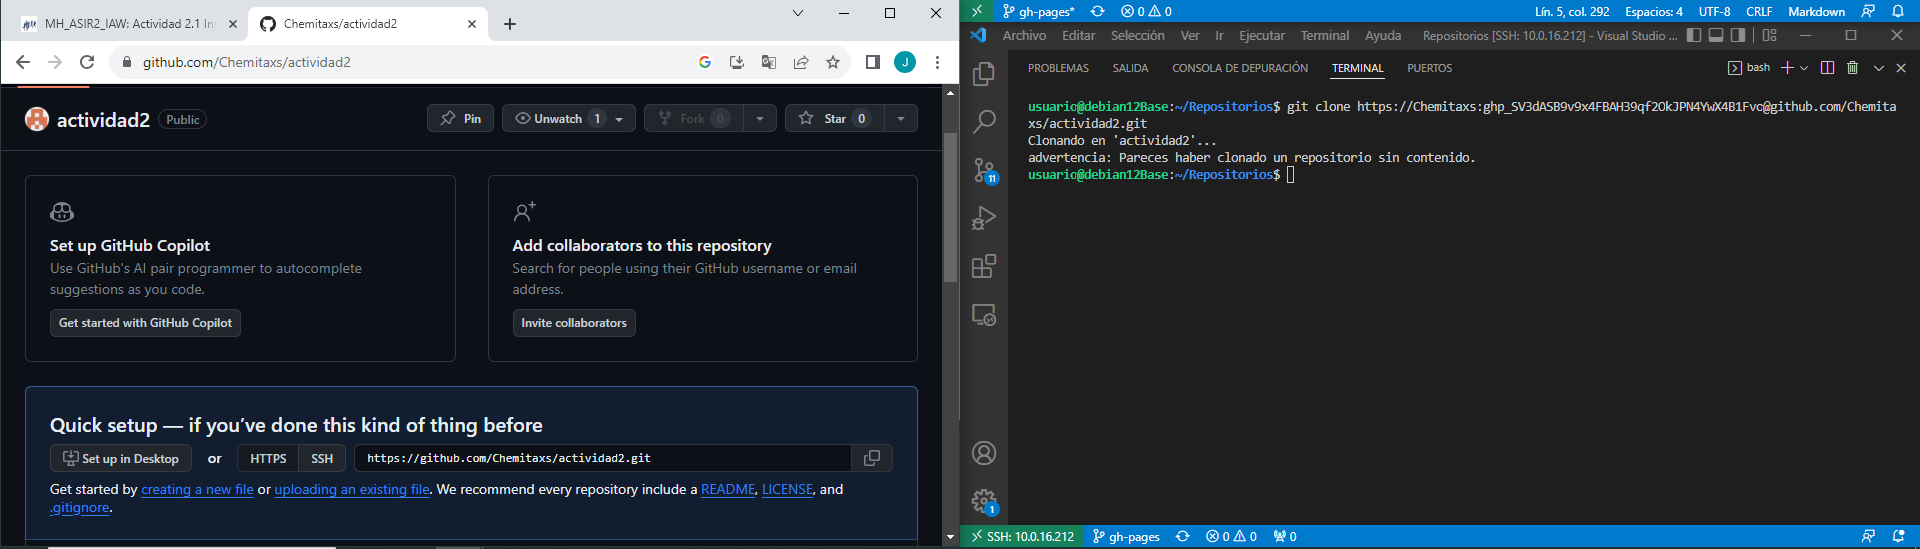 MH_ASIR2_IAW: Actividad 2.1 In
Chemitaxs/actividad2
github.com/Chemitaxs/actividad2
J
actividad2 Public
Pin
Unwatch 1
Fork 0
Star 0
Set up GitHub Copilot
Use GitHub's AI pair programmer to autocomplete
suggestions as you code.
Get started with GitHub Copilot
Add collaborators to this repository
Search for people using their GitHub username or email
address.
Invite collaborators
Quick setup — if you've done this kind of thing before
Set up in Desktop or HTTPS SSH https://github.com/Chemitaxs/actividad2.git
Get started by creating a new file or uploading an existing file. We recommend every repository include a README, LICENSE, and
.gitignore.
gh-pages* 0 0 Lín. 5, col. 292 Espacios: 4 UTF-8 CRLF Markdown
Archivo Editar Selección Ver Ir Ejecutar Terminal Ayuda Repositorios [SSH: 10.0.16.212] - Visual Studio ...
PROBLEMAS SALIDA CONSOLA DE DEPURACIÓN TERMINAL PUERTOS bash
usuario@debian12Base:~/Repositorios$ git clone https://Chemitaxs: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@github.com/Chemita
xs/actividad2.git
Clonando en 'actividad2'...
advertencia: Pareces haber clonado un repositorio sin contenido.
usuario@debian12Base:~/Repositorios$
11
1
SSH: 10.0.16.212 gh-pages 0 0 0